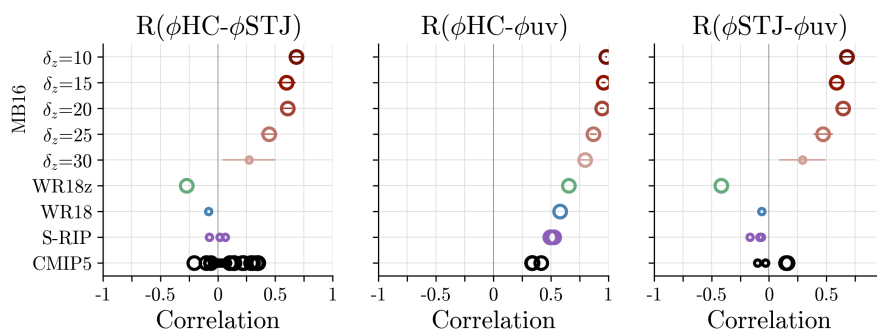 R(ϕHC-ϕSTJ)
R(ϕHC-ϕuv)
R(ϕSTJ-ϕuv)
MB16
δz=10
δz=15
δz=20
δz=25
δz=30
WR18z
WR18
S-RIP
CMIP5
-1 -0.5 0 0.5 1
-1 -0.5 0 0.5 1
-1 -0.5 0 0.5
Correlation
Correlation
Correlation